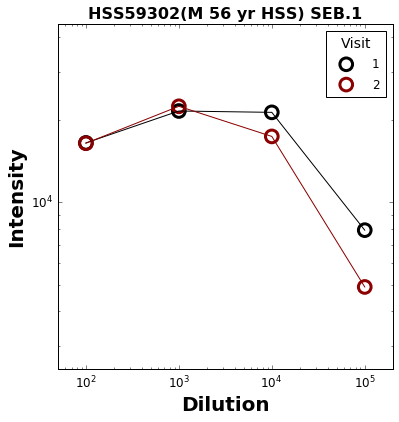 HSS59302(M 56 yr HSS) SEB.1
Visit
1
2
Intensity
10^4
10^2 10^3 10^4 10^5
Dilution